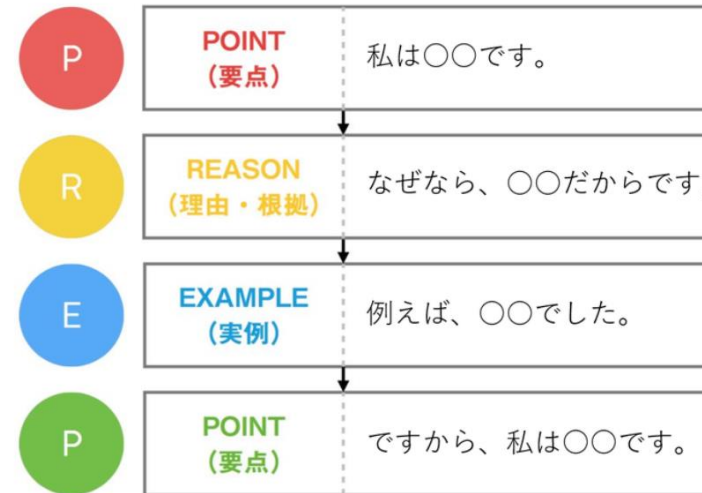 P
POINT
(要点)
私は〇〇です。
R
REASON
(理由・根拠)
なぜなら、〇〇だからです
E
EXAMPLE
(実例)
例えば、〇〇でした。
P
POINT
(要点)
ですから、私は〇〇です。